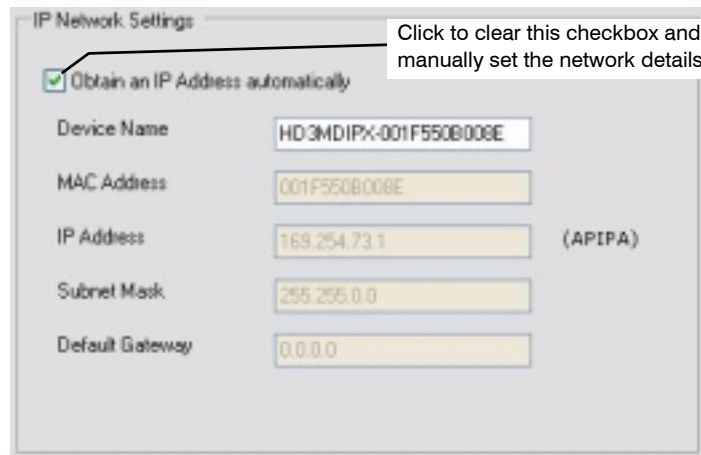 IP Network Settings
Click to clear this checkbox and
manually set the network details
Obtain an IP Address automatically
Device Name
HD3MDIPX-001F550B008E
MAC Address
001F550B008E
IP Address
169.254.73.1
(APIPA)
Subnet Mask
255.255.0.0
Default Gateway
0.0.0.0